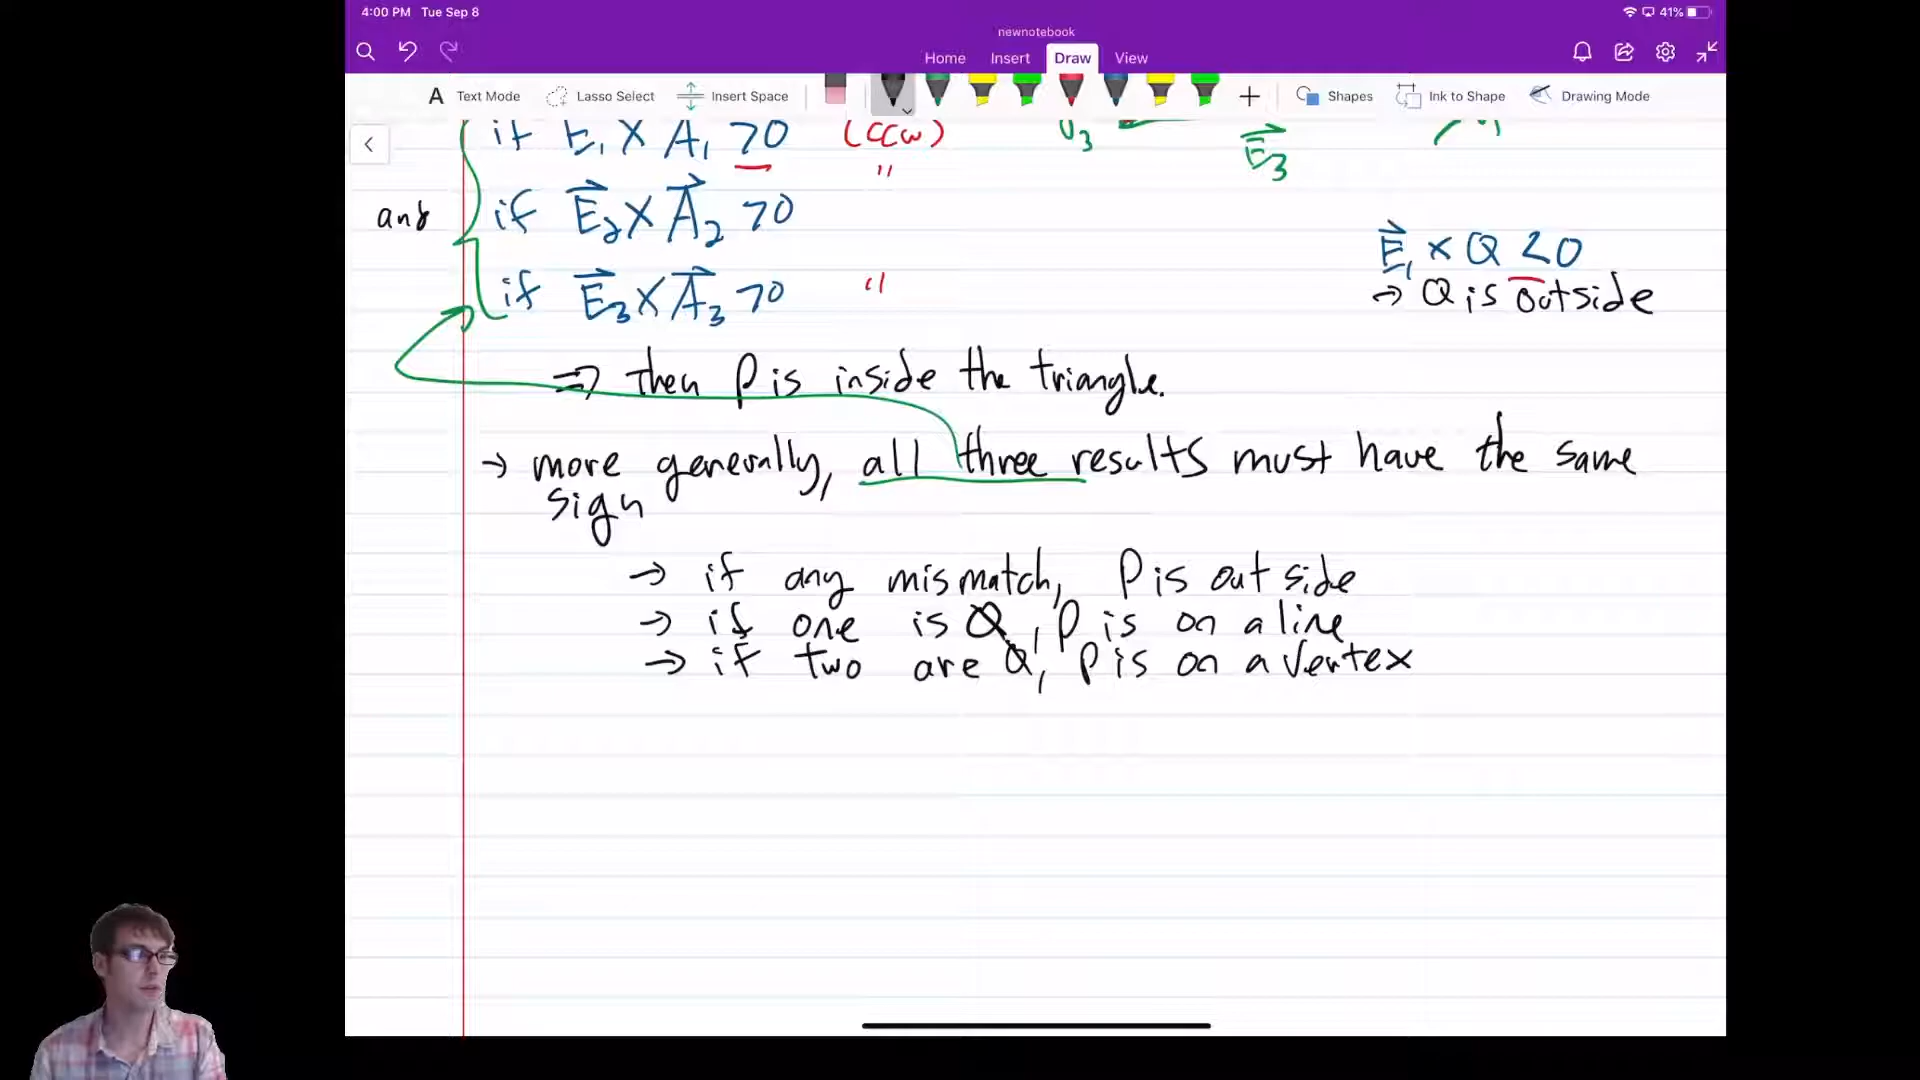 4:00 PM Tue Sep 8
41%
newnotebook
Home Insert Draw View
A Text Mode Lasso Select Insert Space Shapes Ink to Shape Drawing Mode
if E₁ X A₁ >0 (CCW)
V₃ E₃
"
and if E₂ X A₂ >0
E₁ × Q <0
if E₃ X A₃ >0 "
→ Q is outside
⇒ then P is inside the triangle.
→ more generally, all three results must have the same
sign
→ if any mismatch, P is outside
→ if one is 0, P is on a line
→ if two are 0, P is on a vertex